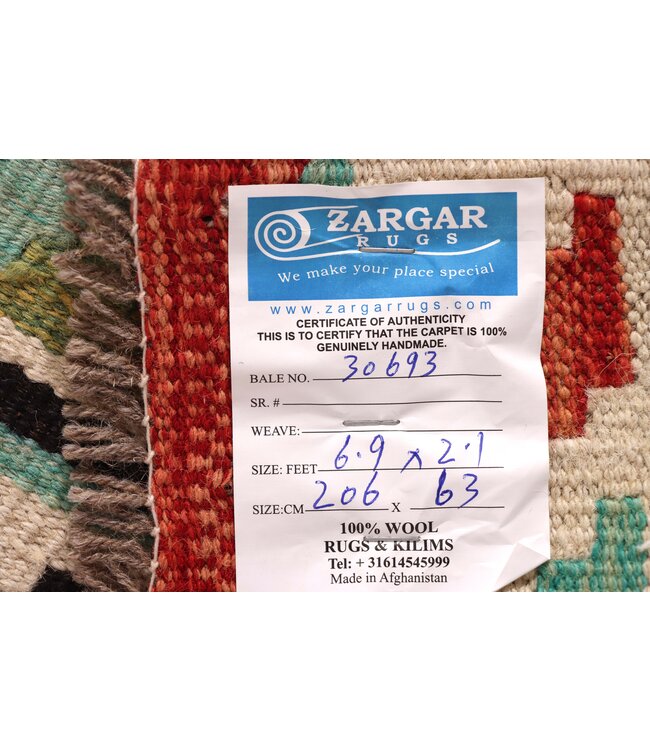 ZARGAR
RUGS
We make your place special
www.zargarrugs.com
CERTIFICATE OF AUTHENTICITY
THIS IS TO CERTIFY THAT THE CARPET IS 100%
GENUINELY HANDMADE.
BALE NO. 30693
SR. #
WEAVE:
SIZE: FEET 6.9 x 2.1
SIZE:CM 206 X 63
100% WOOL
RUGS & KILIMS
Tel: + 31614545999
Made in Afghanistan